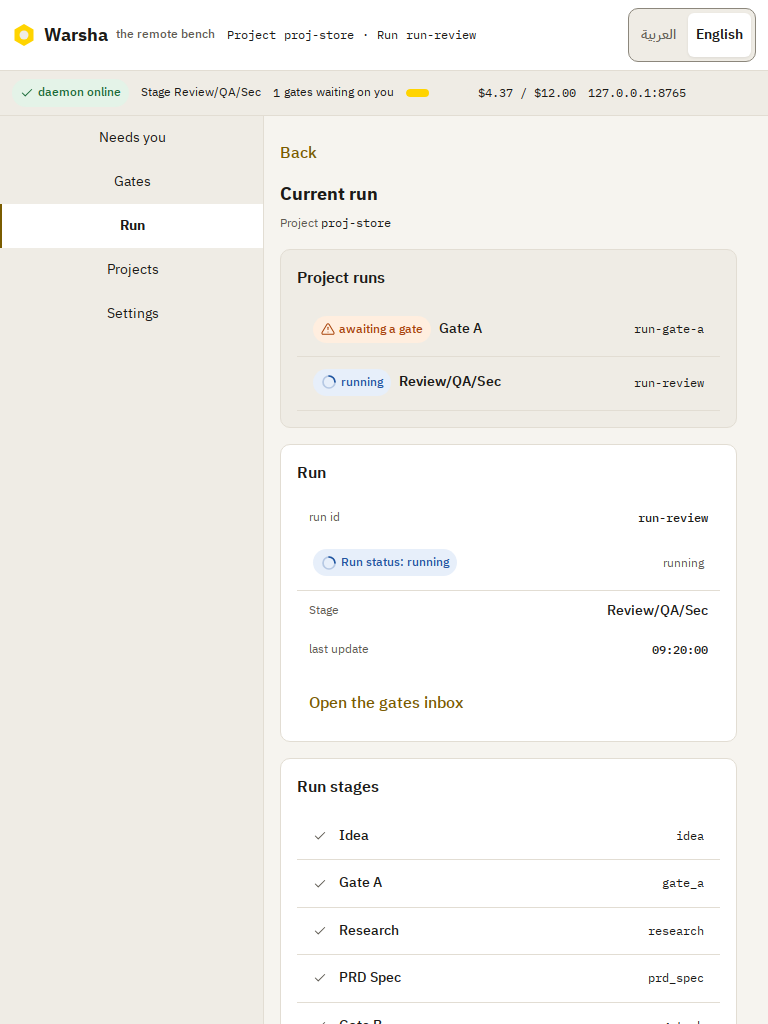 Warsha the remote bench Project proj-store · Run run-review العربية English
daemon online Stage Review/QA/Sec 1 gates waiting on you $4.37 / $12.00 127.0.0.1:8765
Needs you
Gates
Run
Projects
Settings
Back
Current run
Project proj-store
Project runs
awaiting a gate Gate A run-gate-a
running Review/QA/Sec run-review
Run
run id run-review
Run status: running running
Stage Review/QA/Sec
last update 09:20:00
Open the gates inbox
Run stages
Idea idea
Gate A gate_a
Research research
PRD Spec prd_spec